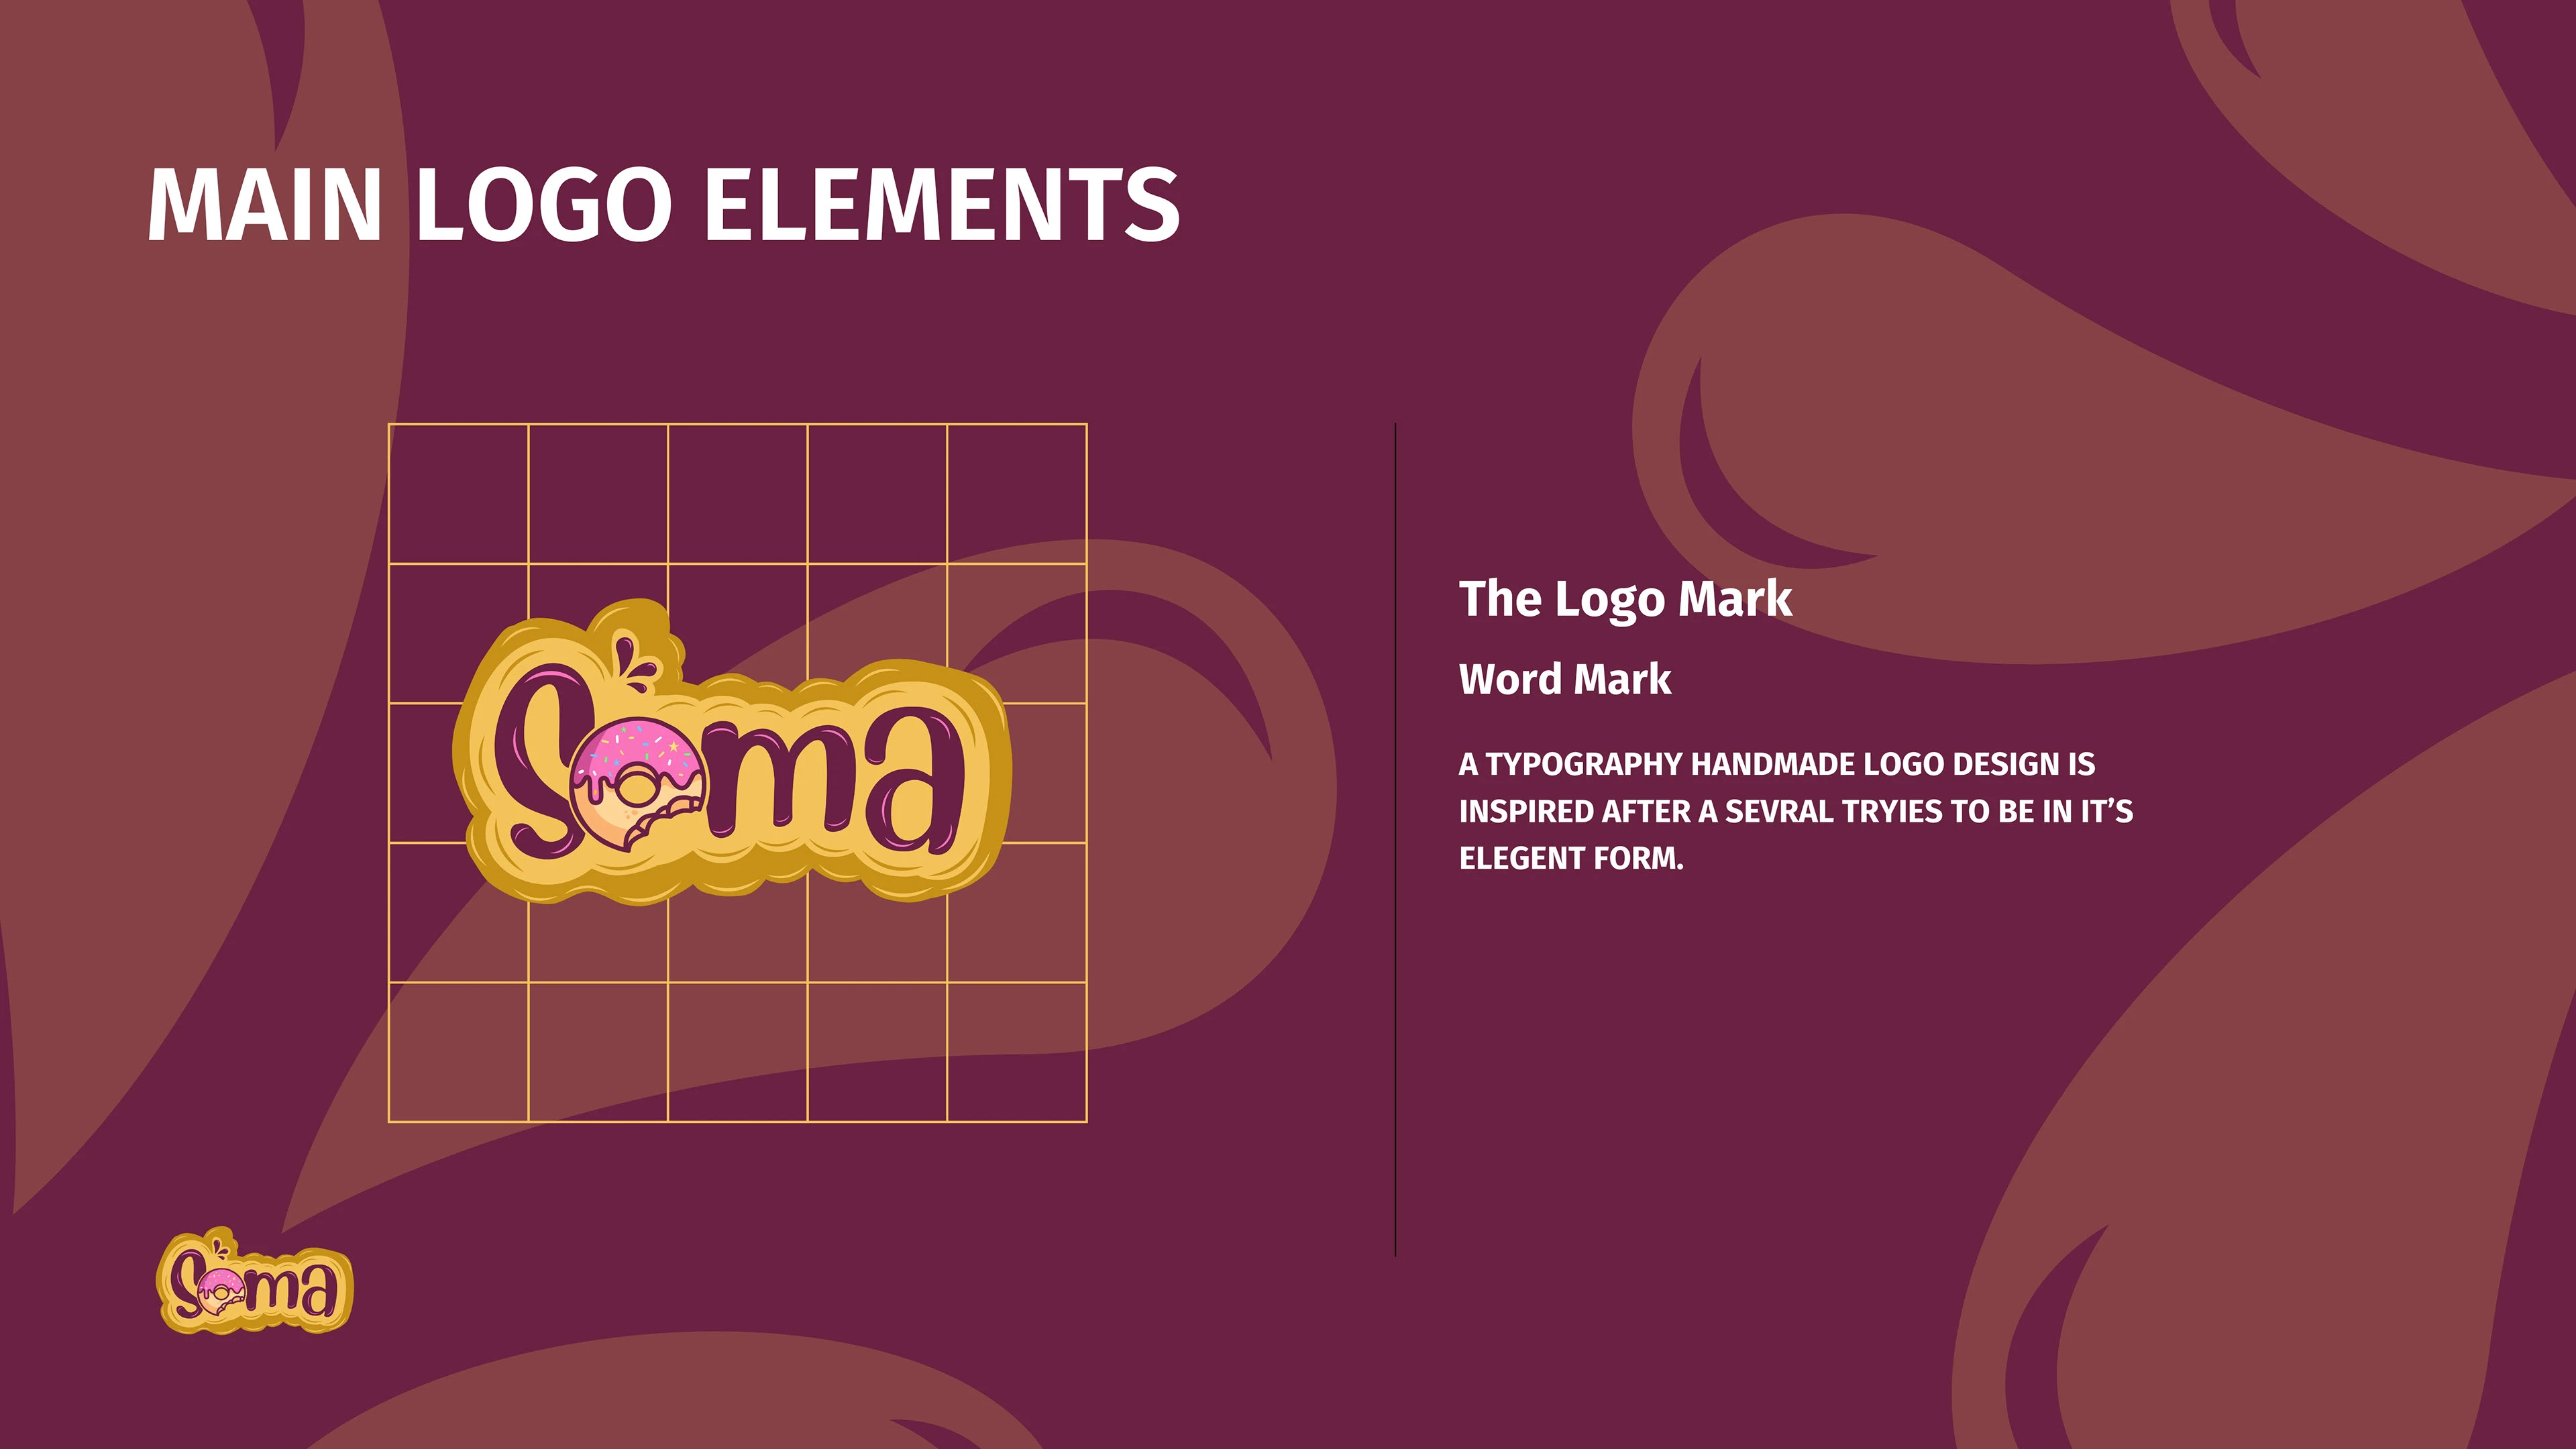 MAIN LOGO ELEMENTS
Soma
The Logo Mark
Word Mark
A TYPOGRAPHY HANDMADE LOGO DESIGN IS
INSPIRED AFTER A SEVRAL TRYIES TO BE IN IT’S
ELEGENT FORM.
Soma